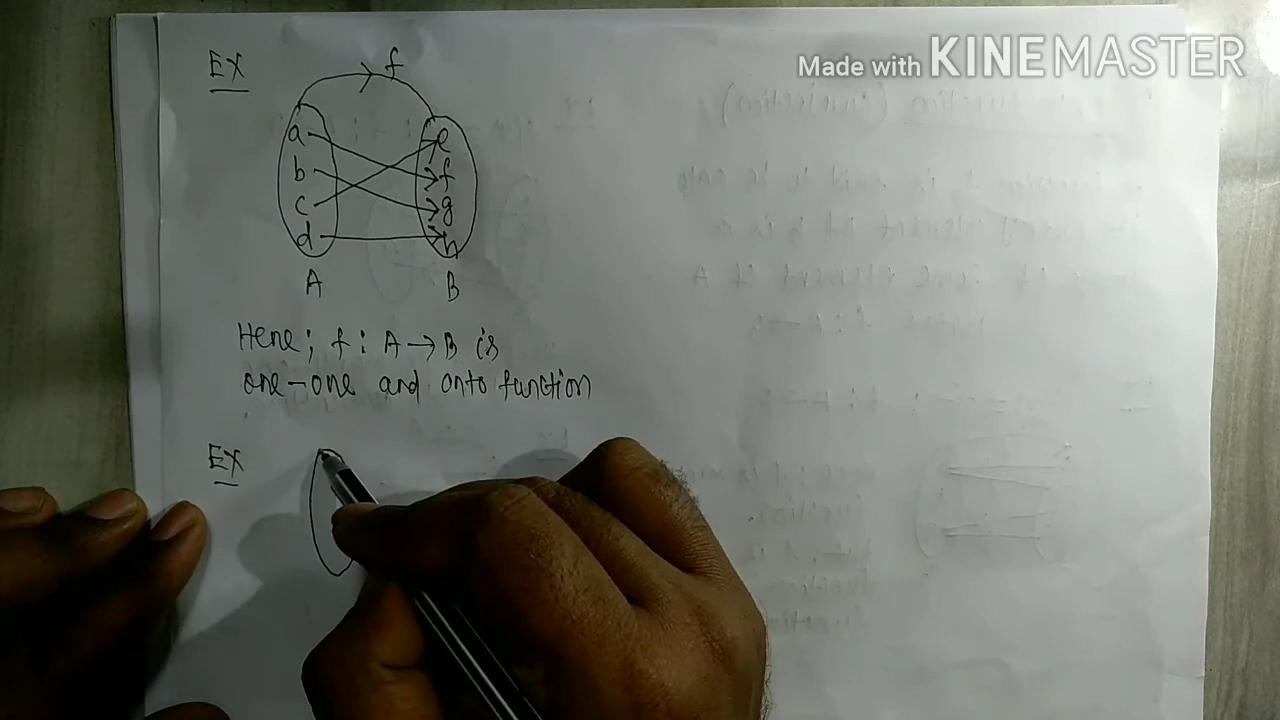 Made with KINEMASTER
Ex
f
a e
b f
c g
d h
A B
Here; f: A → B is
one-one and onto function
Ex